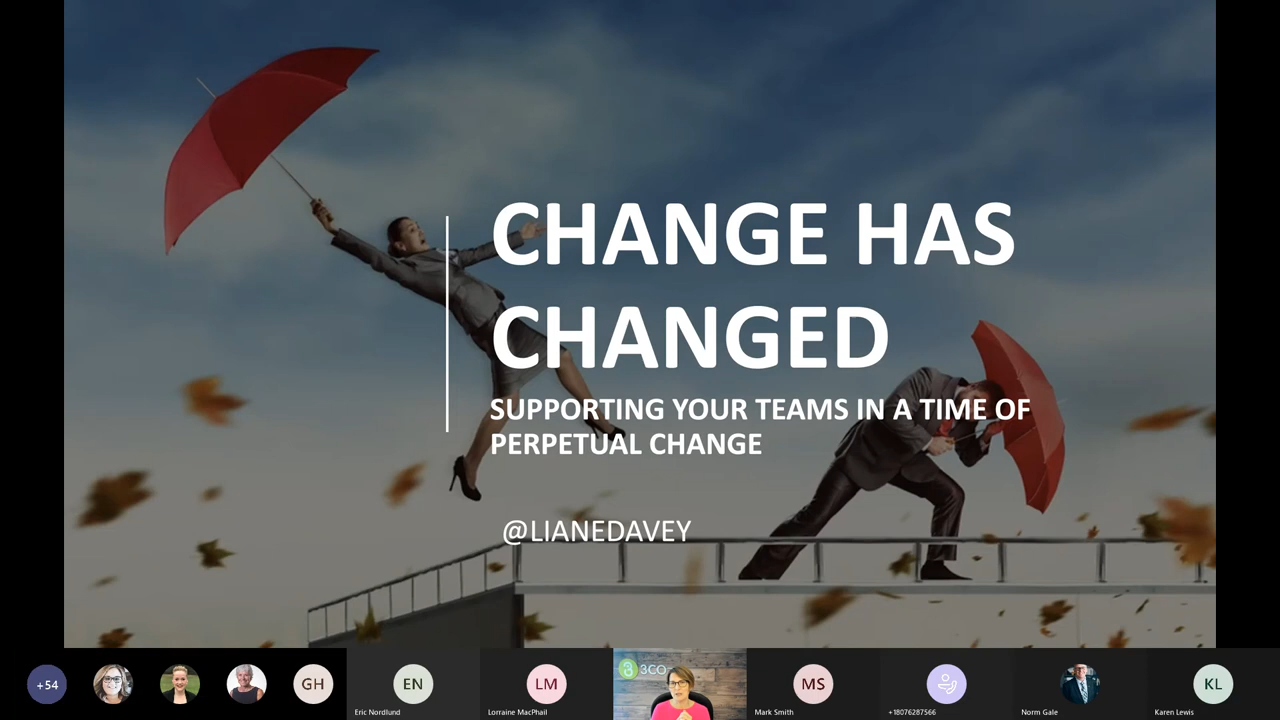 CHANGE HAS
CHANGED
SUPPORTING YOUR TEAMS IN A TIME OF
PERPETUAL CHANGE
@LIANEDAVEY
+54
GH
EN
Eric Nordlund
LM
Lorraine MacPhail
3CO
MS
Mark Smith
+18076287566
Norm Gale
KL
Karen Lewis